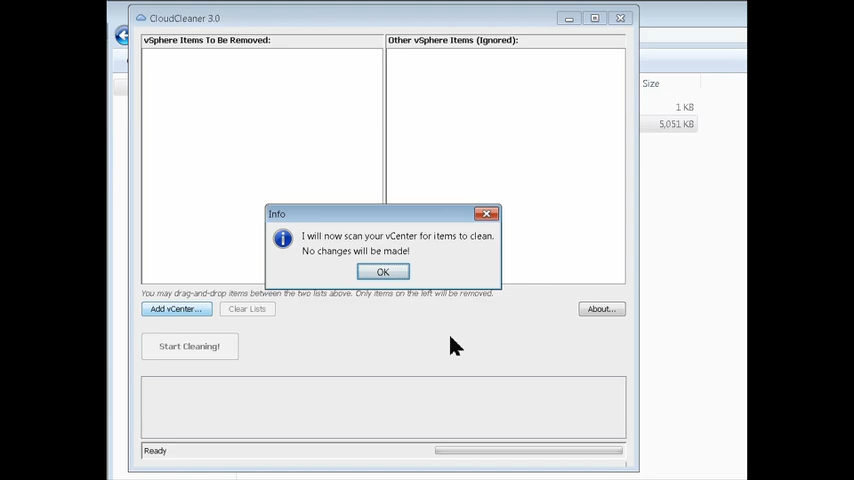 CloudCleaner 3.0
vSphere Items To Be Removed:
Other vSphere Items (Ignored):
Size
1 KB
5,051 KB
Info
I will now scan your vCenter for items to clean.
No changes will be made!
OK
You may drag-and-drop items between the two lists above. Only items on the left will be removed.
Add vCenter...
Clear Lists
About...
Start Cleaning!
Ready